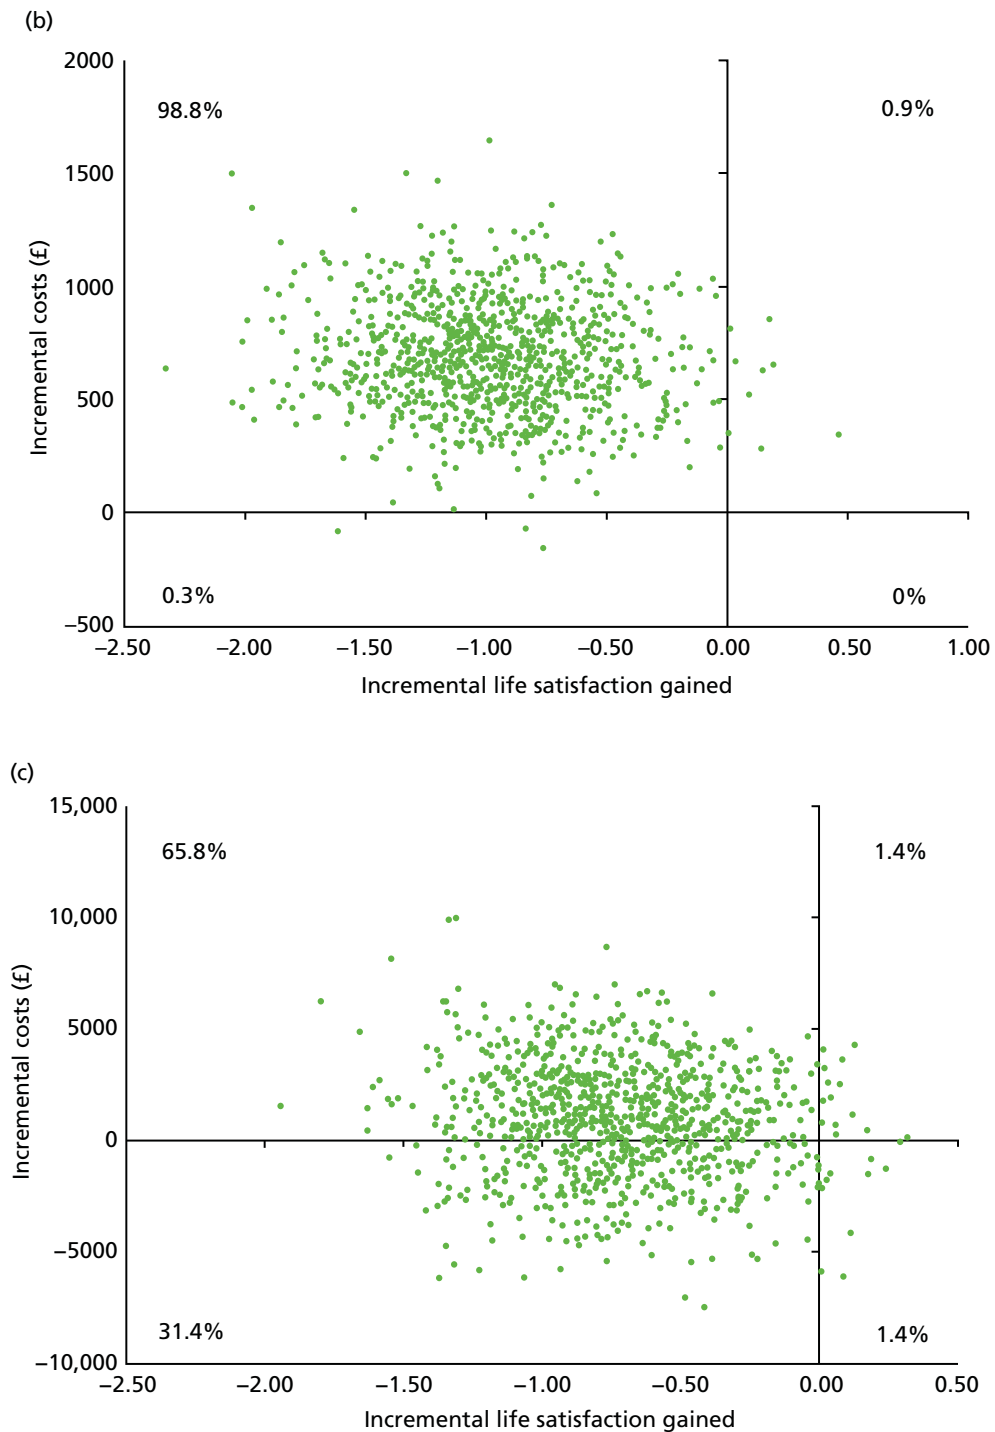 (b)
2000
98.8%
0.9%
1500
1000
500
0
0.3%
0%
–500
–2.50 –2.00 –1.50 –1.00 –0.50 0.00 0.50 1.00
Incremental life satisfaction gained
Incremental costs (£)
(c)
15,000
65.8%
1.4%
10,000
5000
0
–5000
31.4%
1.4%
–10,000
–2.50 –2.00 –1.50 –1.00 –0.50 0.00 0.50
Incremental life satisfaction gained
Incremental costs (£)